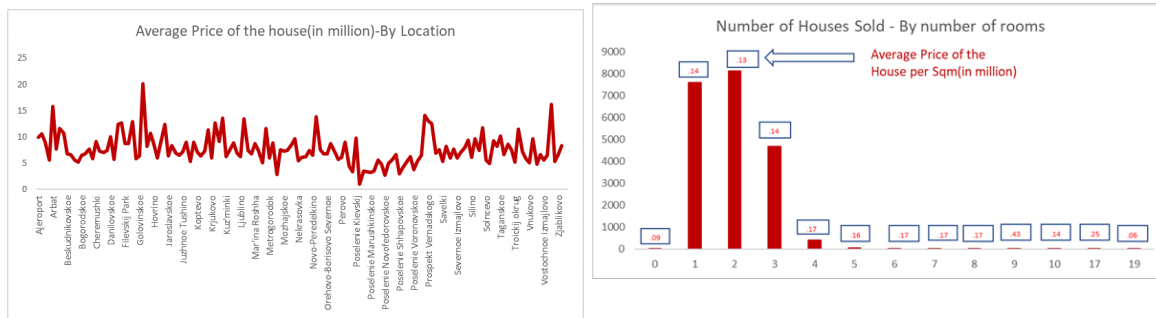 Average Price of the house(in million)-By Location
25
20
15
10
5
0
Ajeroport
Arbat
Beskudnikovskoe
Bogorodskoe
Cheremushki
Danilovskoe
Filevskij Park
Golovinskoe
Hovrino
Jaroslavskoe
Juzhnoe Tushino
Koptevo
Krjukovo
Kuz'minki
Ljublino
Mar'ina Roshha
Metrogorodok
Mozhajskoe
Nekrasovka
Novo-Peredelkino
Orehovo-Borisovo Severnoe
Perovo
Poselenie Kievskij
Poselenie Marushkinskoe
Poselenie Novofedorovskoe
Poselenie Shhapovskoe
Poselenie Voronovskoe
Prospekt Vernadskogo
Savelki
Severnoe Izmajlovo
Silino
Solncevo
Taganskoe
Troickij okrug
Vnukovo
Vostochnoe Izmajlovo
Zjablikovo
Number of Houses Sold - By number of rooms
Average Price of the
House per Sqm(in million)
9000
8000
7000
6000
5000
4000
3000
2000
1000
0
.09
.14
.13
.14
.17
.16
.17
.17
.17
.43
.14
.25
.06
0 1 2 3 4 5 6 7 8 9 10 17 19